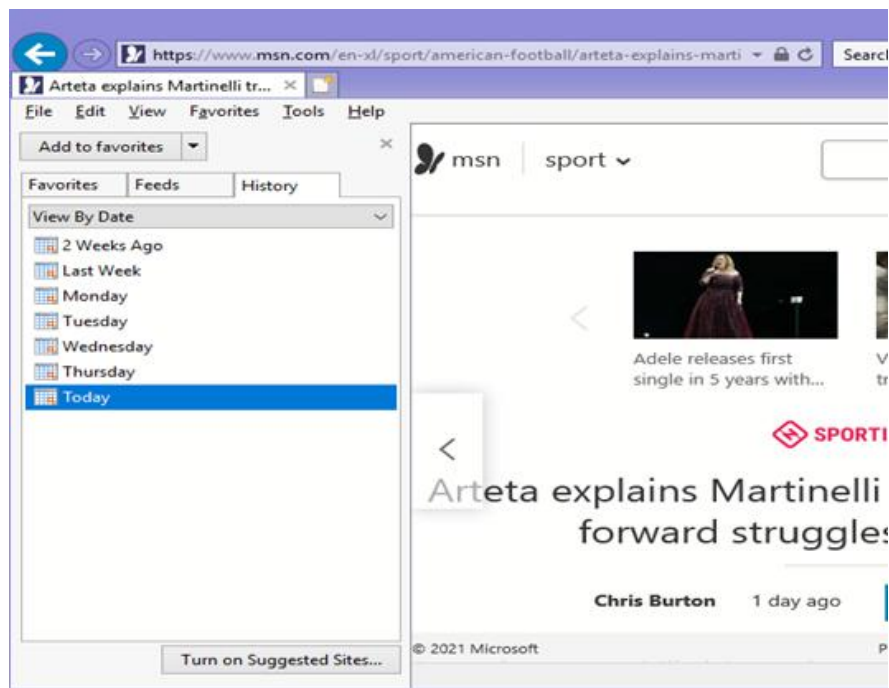 https://www.msn.com/en-xl/sport/american-football/arteta-explains-marti
Search
Arteta explains Martinelli tr...
File Edit View Favorites Tools Help
Add to favorites
Favorites Feeds History
View By Date
2 Weeks Ago
Last Week
Monday
Tuesday
Wednesday
Thursday
Today
Turn on Suggested Sites...
msn sport
Adele releases first
single in 5 years with...
V
tr
SPORTI
Arteta explains Martinelli
forward struggles
Chris Burton 1 day ago
© 2021 Microsoft
P